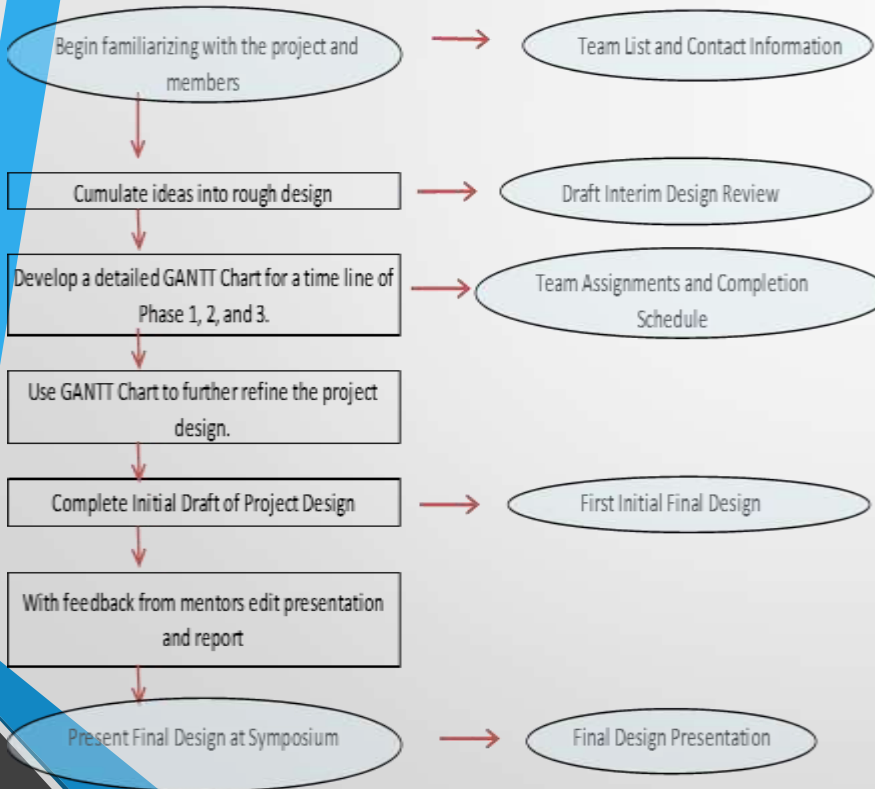 Begin familiarizing with the project and
members
Team List and Contact Information
Cumulate ideas into rough design
Draft Interim Design Review
Develop a detailed GANTT Chart for a time line of
Phase 1, 2, and 3.
Team Assignments and Completion
Schedule
Use GANTT Chart to further refine the project
design.
Complete Initial Draft of Project Design
First Initial Final Design
With feedback from mentors edit presentation
and report
Present Final Design at Symposium
Final Design Presentation